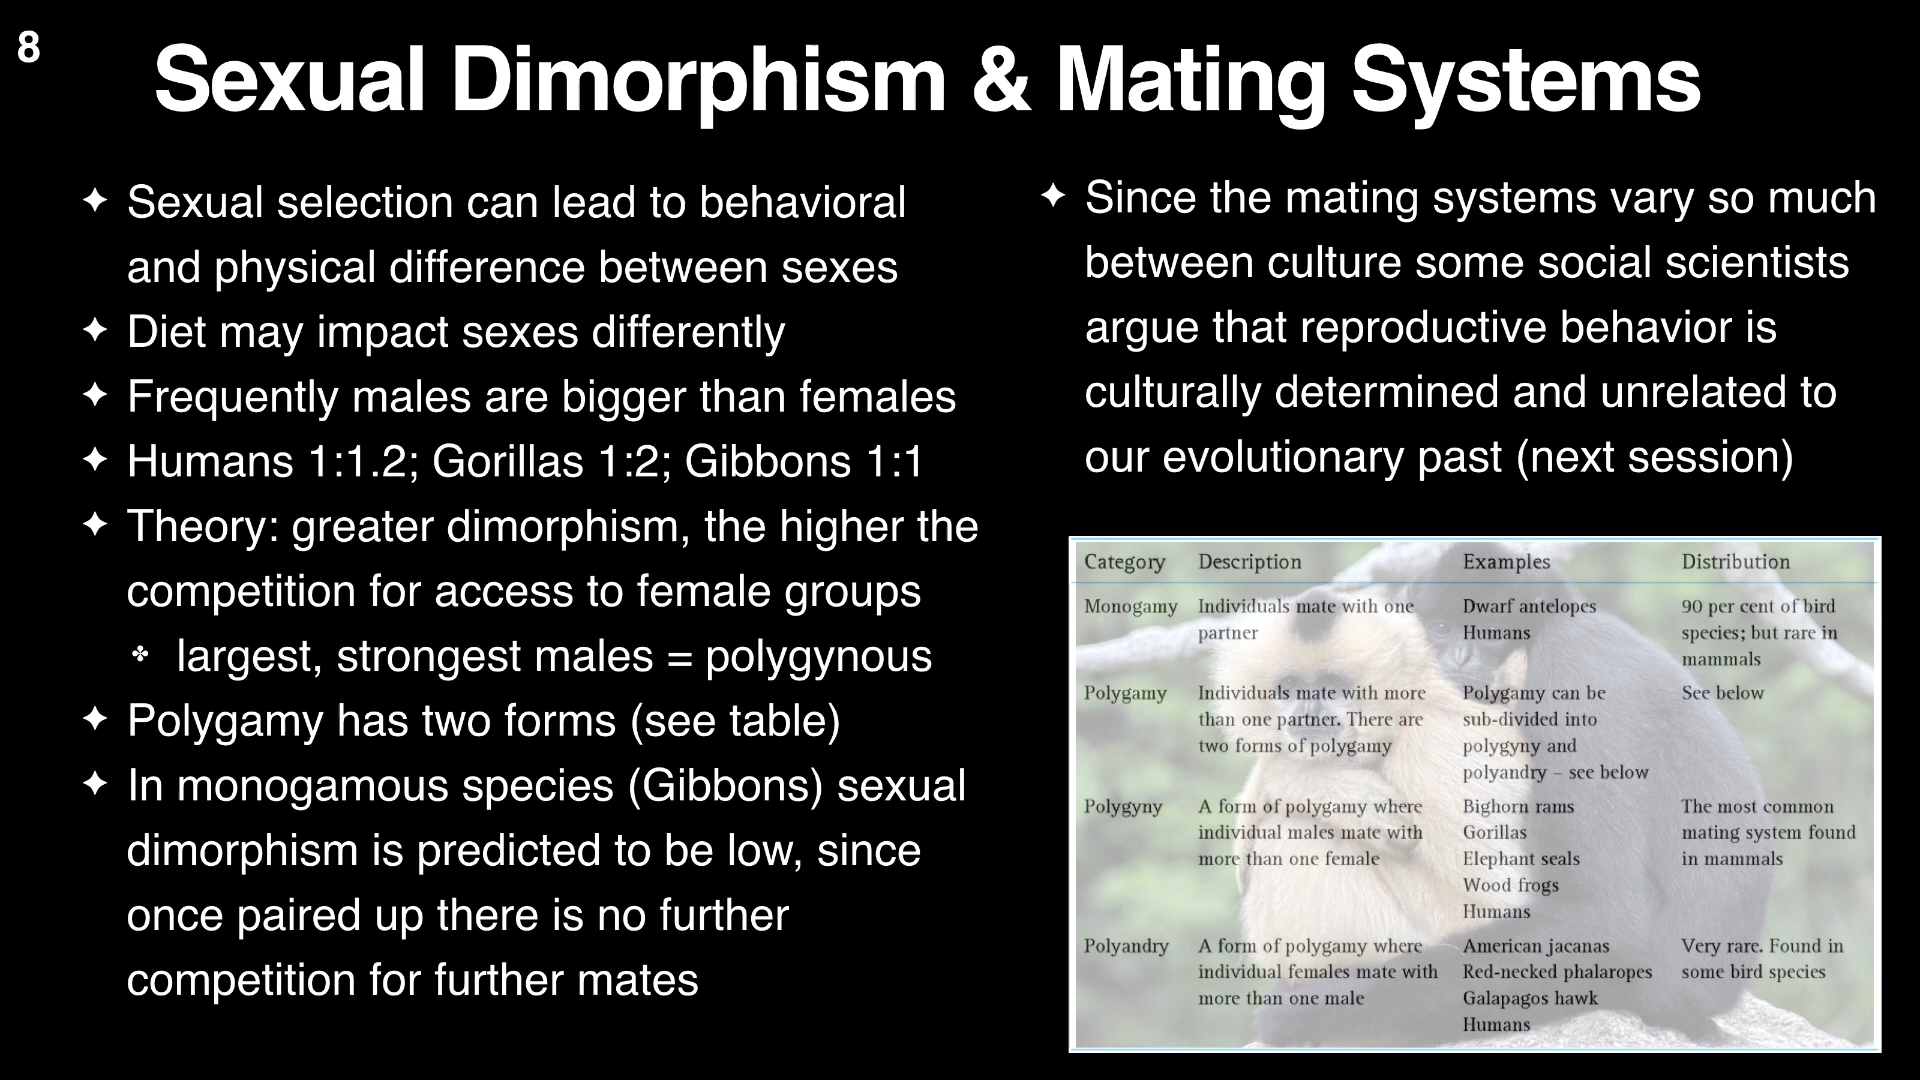 8
Sexual Dimorphism & Mating Systems
✦ Sexual selection can lead to behavioral
and physical difference between sexes
✦ Diet may impact sexes differently
✦ Frequently males are bigger than females
✦ Humans 1:1.2; Gorillas 1:2; Gibbons 1:1
✦ Theory: greater dimorphism, the higher the
competition for access to female groups
✤ largest, strongest males = polygynous
✦ Polygamy has two forms (see table)
✦ In monogamous species (Gibbons) sexual
dimorphism is predicted to be low, since
once paired up there is no further
competition for further mates
✦ Since the mating systems vary so much
between culture some social scientists
argue that reproductive behavior is
culturally determined and unrelated to
our evolutionary past (next session)
Category Description Examples Distribution
Monogamy Individuals mate with one Dwarf antelopes 90 per cent of bird
partner Humans species; but rare in
mammals
Polygamy Individuals mate with more Polygamy can be See below
than one partner. There are sub-divided into
two forms of polygamy polygyny and
polyandry – see below
Polygyny A form of polygamy where Bighorn rams The most common
individual males mate with Gorillas mating system found
more than one female Elephant seals in mammals
Wood frogs
Humans
Polyandry A form of polygamy where American jacanas Very rare. Found in
individual females mate with Red-necked phalaropes some bird species
more than one male Galapagos hawk
Humans